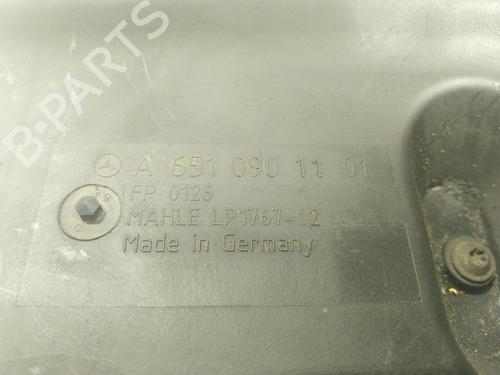 B-PARTS
A 651 090 11 01
FP 0126
MAHLE LP1767-02
Made in Germany